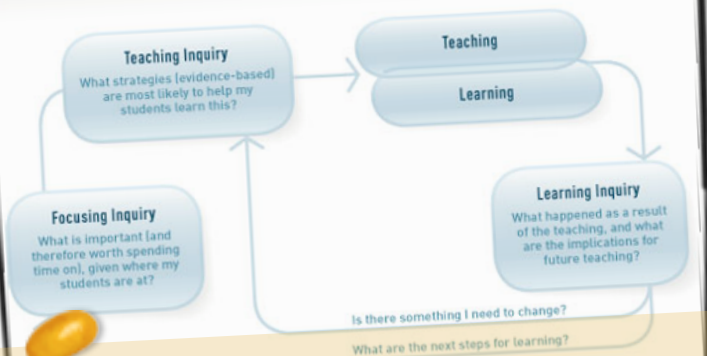 Teaching Inquiry
What strategies (evidence-based)
are most likely to help my
students learn this?
Teaching
Learning
Focusing Inquiry
What is important (and
therefore worth spending
time on), given where my
students are at?
Learning Inquiry
What happened as a result
of the teaching, and what
are the implications for
future teaching?
Is there something I need to change?
What are the next steps for learning?